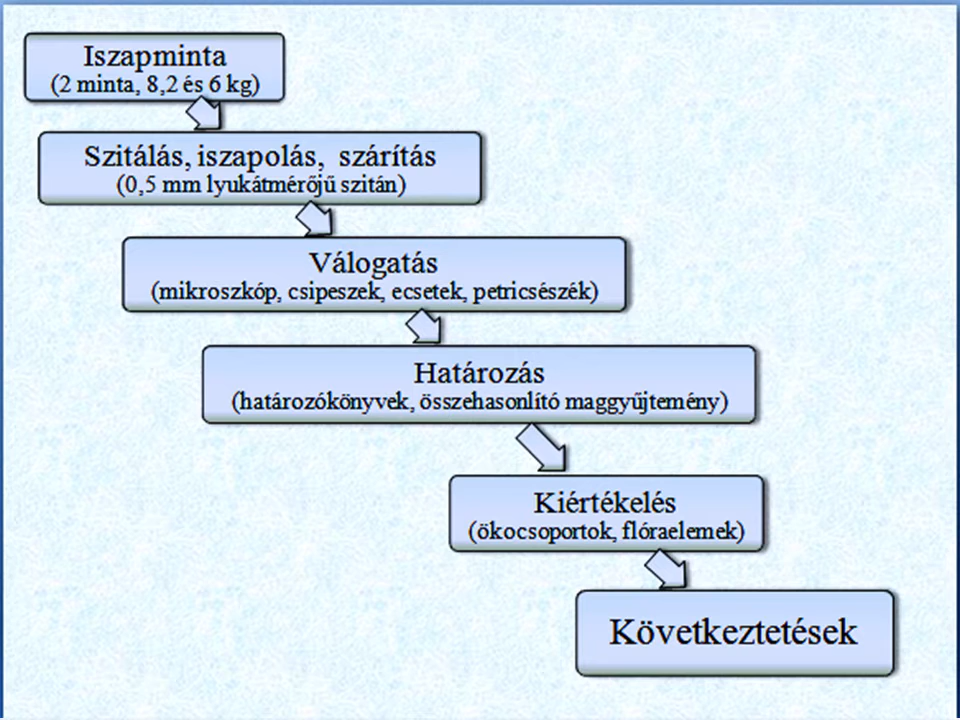 Iszapminta
(2 minta, 8,2 és 6 kg)
Szitálás, iszapolás, szárítás
(0,5 mm lyukátmérőjű szitán)
Válogatás
(mikroszkóp, csipeszek, ecsetek, petricsészék)
Határozás
(határozókönyvek, összehasonlító maggyűjtemény)
Kiértékelés
(ökocsoportok, flóraelemek)
Következtetések